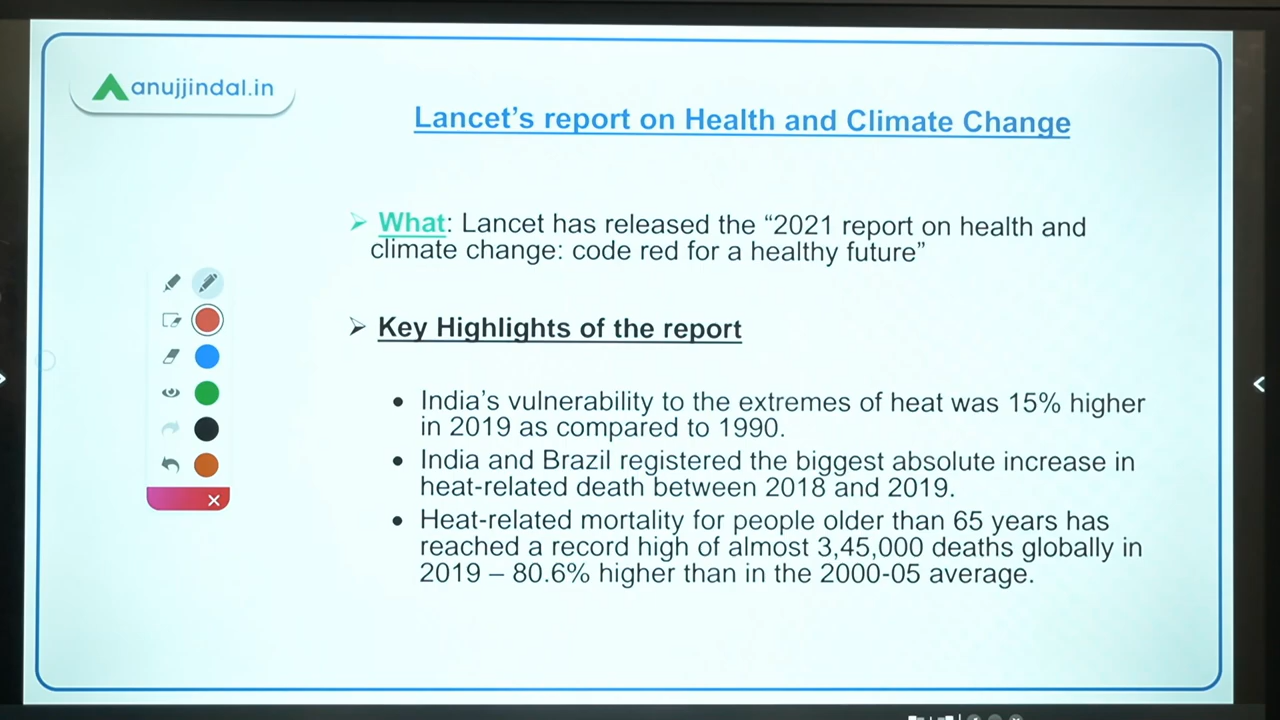 anujjindal.in
Lancet's report on Health and Climate Change
What: Lancet has released the “2021 report on health and
climate change: code red for a healthy future”
Key Highlights of the report
India's vulnerability to the extremes of heat was 15% higher
in 2019 as compared to 1990.
India and Brazil registered the biggest absolute increase in
heat-related death between 2018 and 2019.
Heat-related mortality for people older than 65 years has
reached a record high of almost 3,45,000 deaths globally in
2019 – 80.6% higher than in the 2000-05 average.